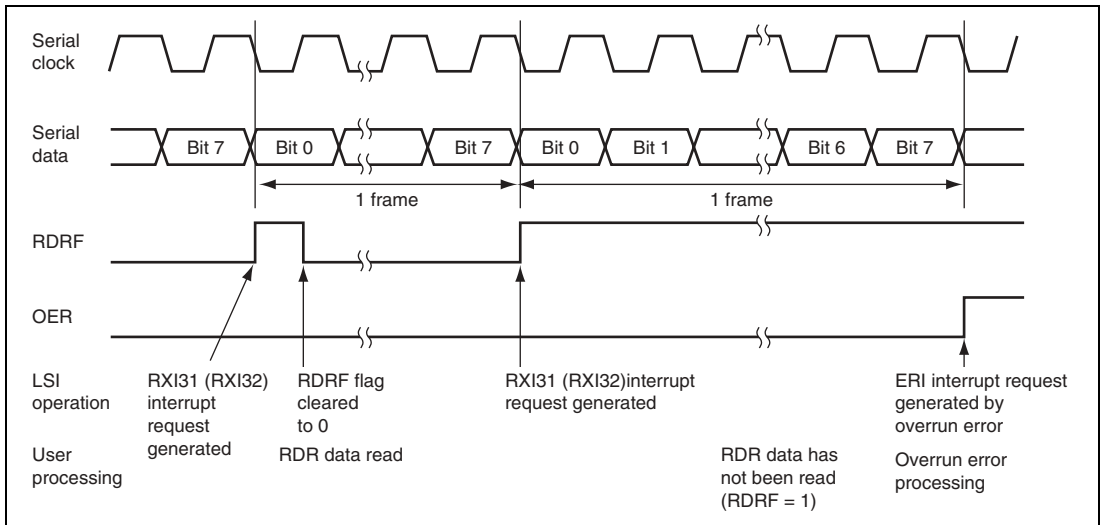 Serial
clock
Serial
data
Bit 7
Bit 0
Bit 7
Bit 0
Bit 1
Bit 6
Bit 7
1 frame
1 frame
RDRF
OER
LSI
operation
RXI31 (RXI32)
interrupt
request
generated
RDRF flag
cleared
to 0
RXI31 (RXI32)interrupt
request generated
ERI interrupt request
generated by
overrun error
User
processing
RDR data read
RDR data has
not been read
(RDRF = 1)
Overrun error
processing